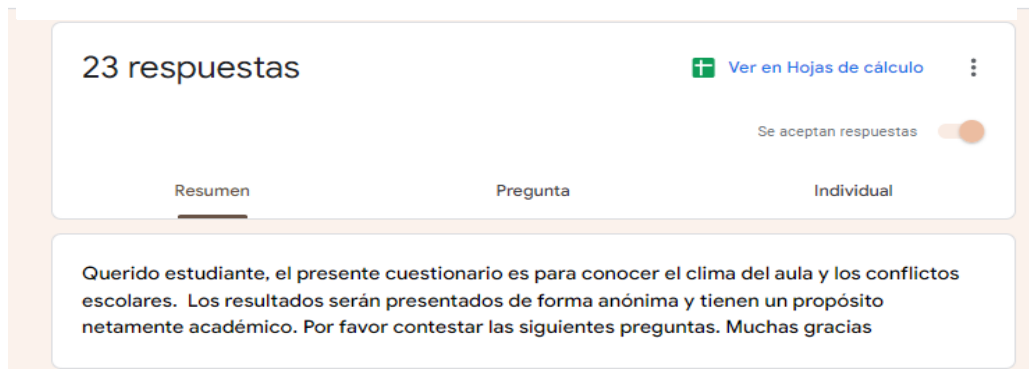 23 respuestas
Ver en Hojas de cálculo
Se aceptan respuestas
Resumen Pregunta Individual
Querido estudiante, el presente cuestionario es para conocer el clima del aula y los conflictos
escolares. Los resultados serán presentados de forma anónima y tienen un propósito
netamente académico. Por favor contestar las siguientes preguntas. Muchas gracias